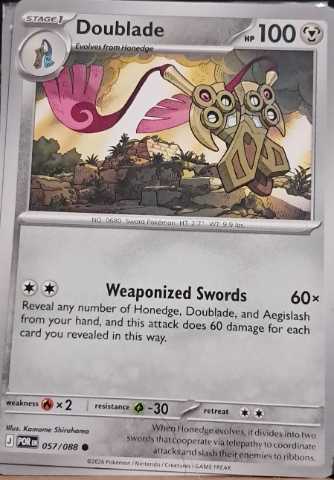 STAGE 1
Doublade
HP 100
Evolves from Honedge
NO. 0680 Sword Pokémon HT: 2'7" WT: 9.9 lbs.
Weaponized Swords 60×
Reveal any number of Honedge, Doublade, and Aegislash
from your hand, and this attack does 60 damage for each
card you revealed in this way.
weakness ×2 resistance -30 retreat
Illus. Kamome Shirahama
J POR EN 057/088
When Honedge evolves, it divides into two
swords that cooperate via telepathy to coordinate
attacks and slash their enemies to ribbons.
©2026 Pokémon / Nintendo / Creatures / GAME FREAK